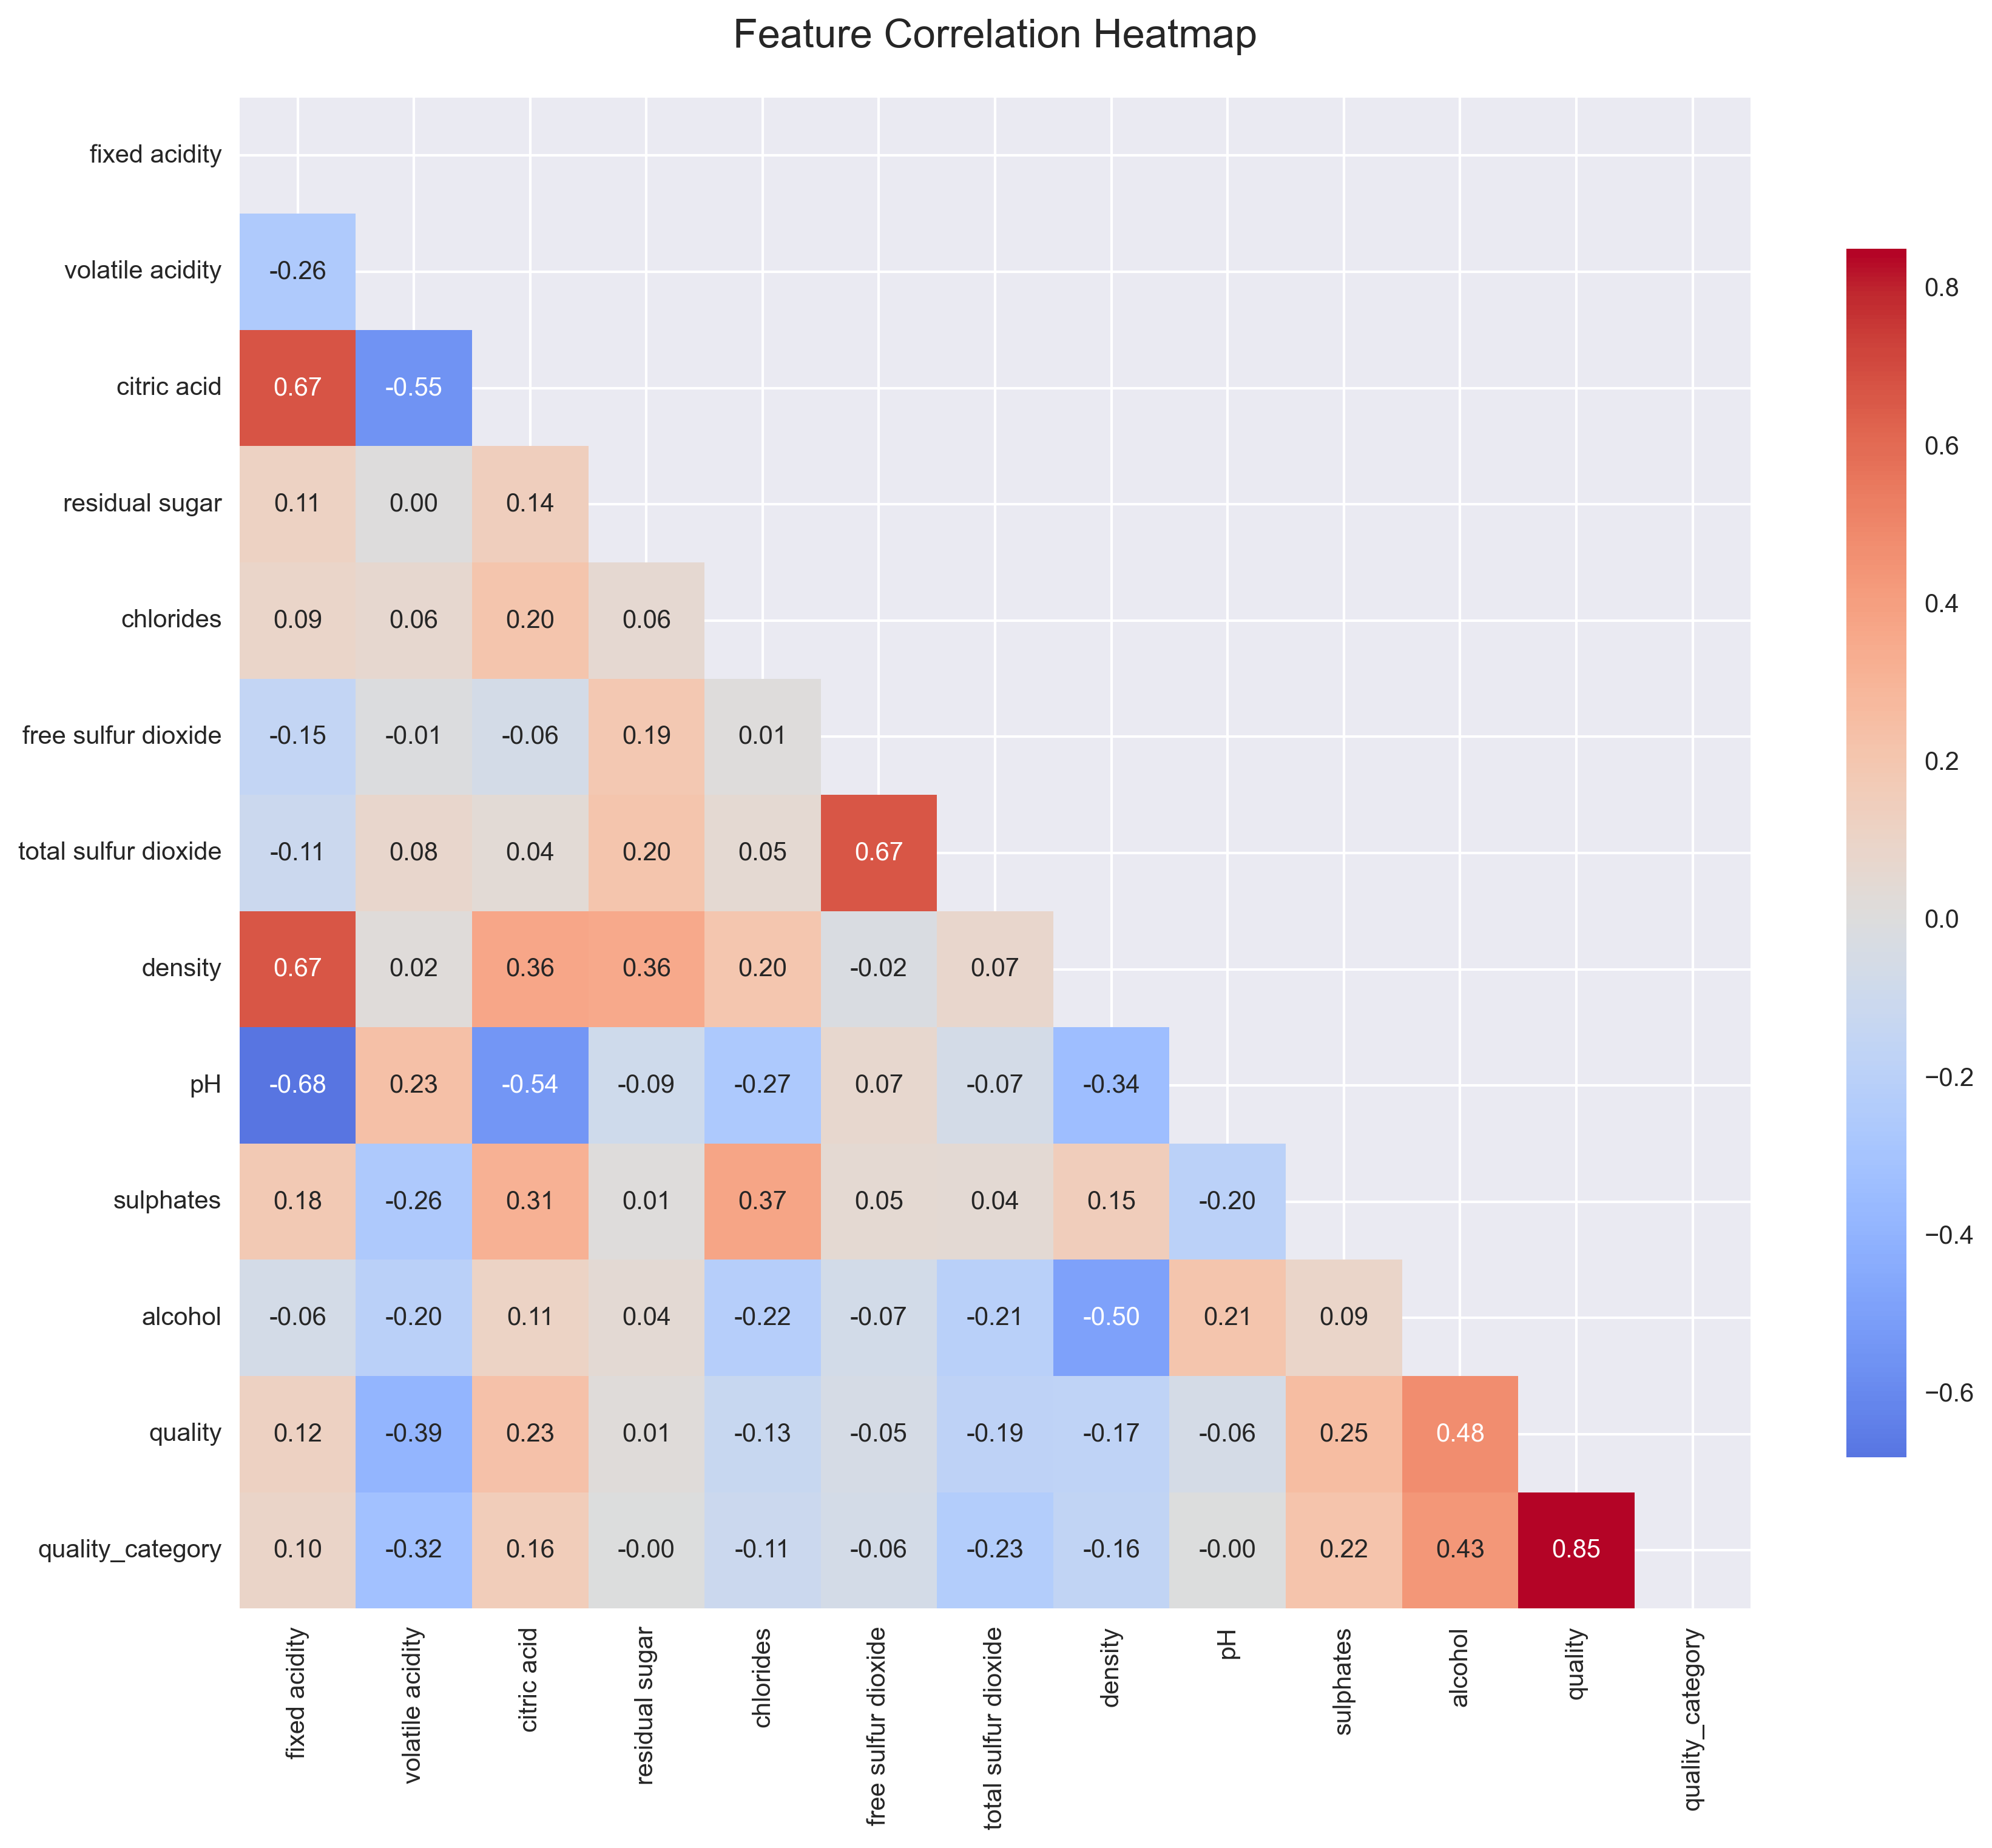 Feature Correlation Heatmap
fixed acidity
volatile acidity -0.26
citric acid 0.67 -0.55
residual sugar 0.11 0.00 0.14
chlorides 0.09 0.06 0.20 0.06
free sulfur dioxide -0.15 -0.01 -0.06 0.19 0.01
total sulfur dioxide -0.11 0.08 0.04 0.20 0.05 0.67
density 0.67 0.02 0.36 0.36 0.20 -0.02 0.07
pH -0.68 0.23 -0.54 -0.09 -0.27 0.07 -0.07 -0.34
sulphates 0.18 -0.26 0.31 0.01 0.37 0.05 0.04 0.15 -0.20
alcohol -0.06 -0.20 0.11 0.04 -0.22 -0.07 -0.21 -0.50 0.21 0.09
quality 0.12 -0.39 0.23 0.01 -0.13 -0.05 -0.19 -0.17 -0.06 0.25 0.48
quality_category 0.10 -0.32 0.16 -0.00 -0.11 -0.06 -0.23 -0.16 -0.00 0.22 0.43 0.85
fixed acidity
volatile acidity
citric acid
residual sugar
chlorides
free sulfur dioxide
total sulfur dioxide
density
pH
sulphates
alcohol
quality
quality_category
0.8
0.6
0.4
0.2
0.0
−0.2
−0.4
−0.6